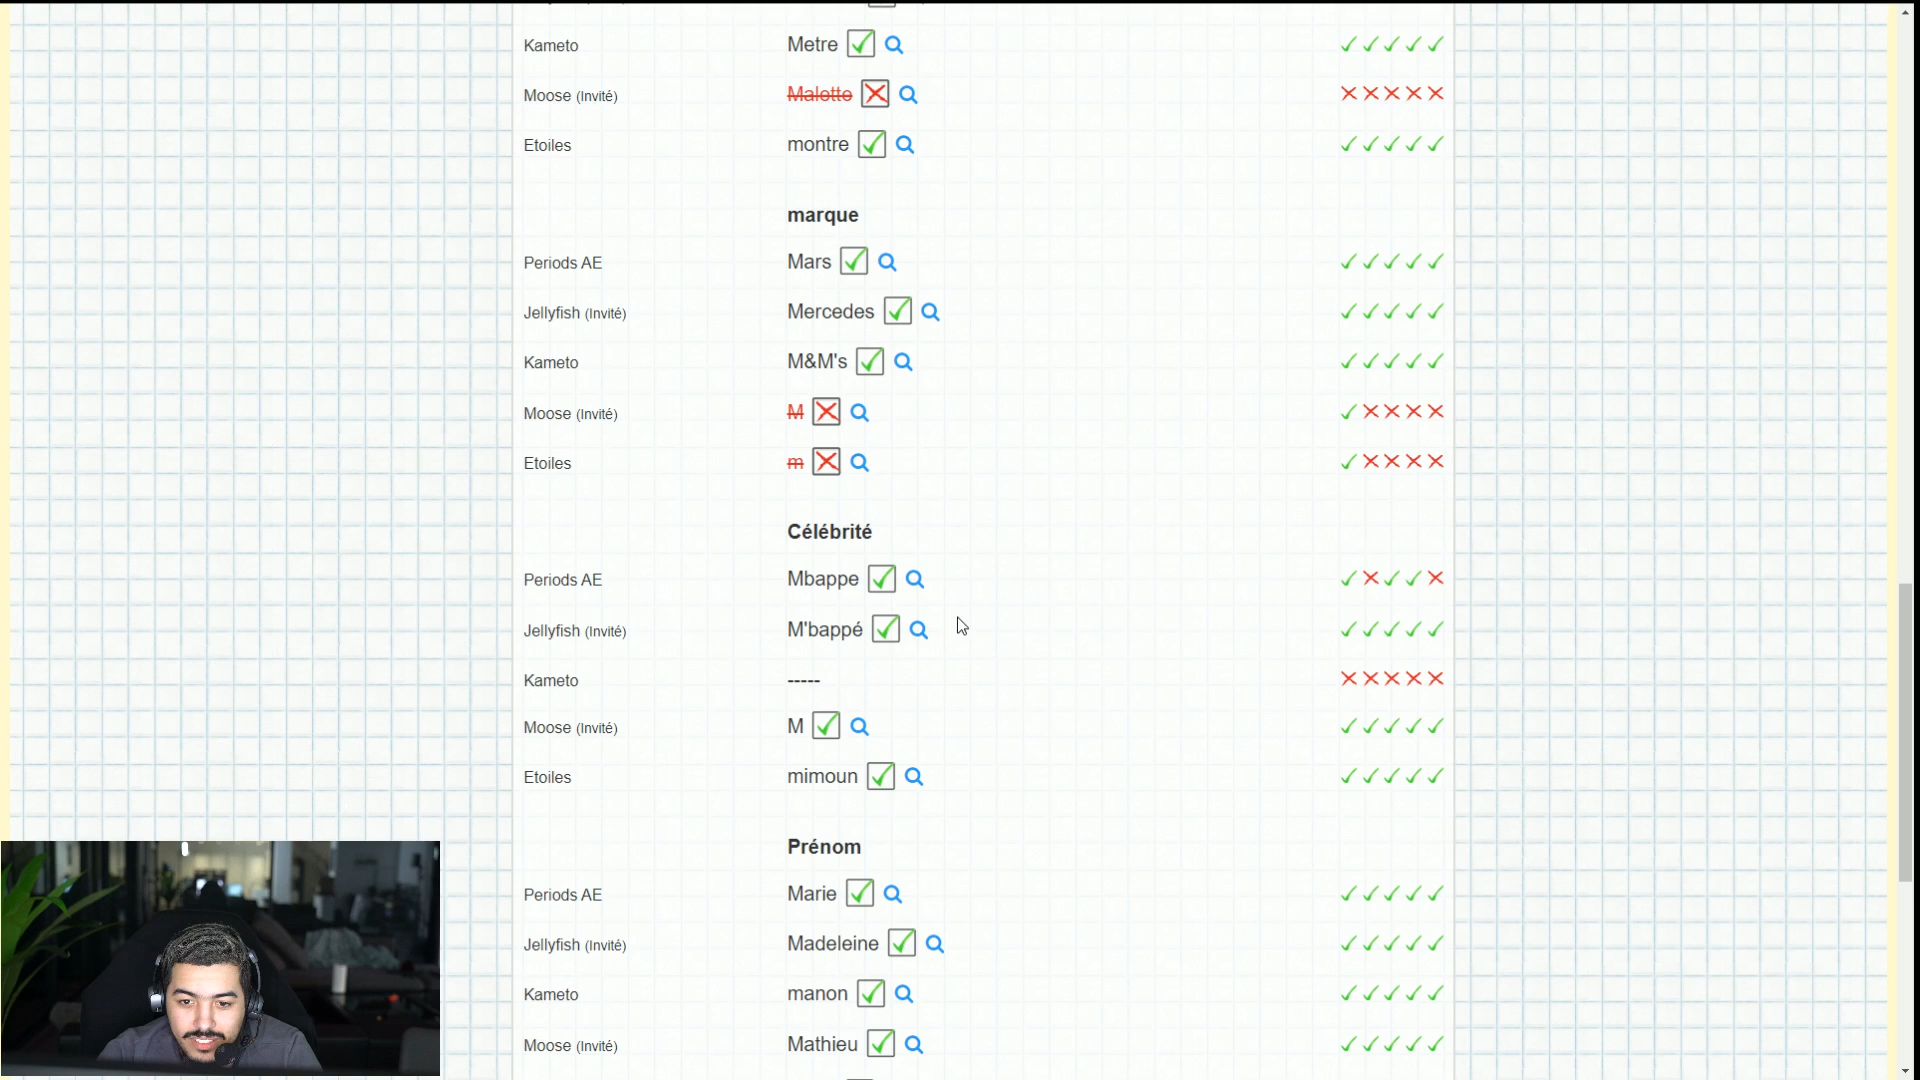 Kameto Metre
Moose (Invité) Malotte
Etoiles montre
marque
Periods AE Mars
Jellyfish (Invité) Mercedes
Kameto M&M's
Moose (Invité) M
Etoiles m
Célébrité
Periods AE Mbappe
Jellyfish (Invité) M'bappé
Kameto -----
Moose (Invité) M
Etoiles mimoun
Prénom
Periods AE Marie
Jellyfish (Invité) Madeleine
Kameto manon
Moose (Invité) Mathieu